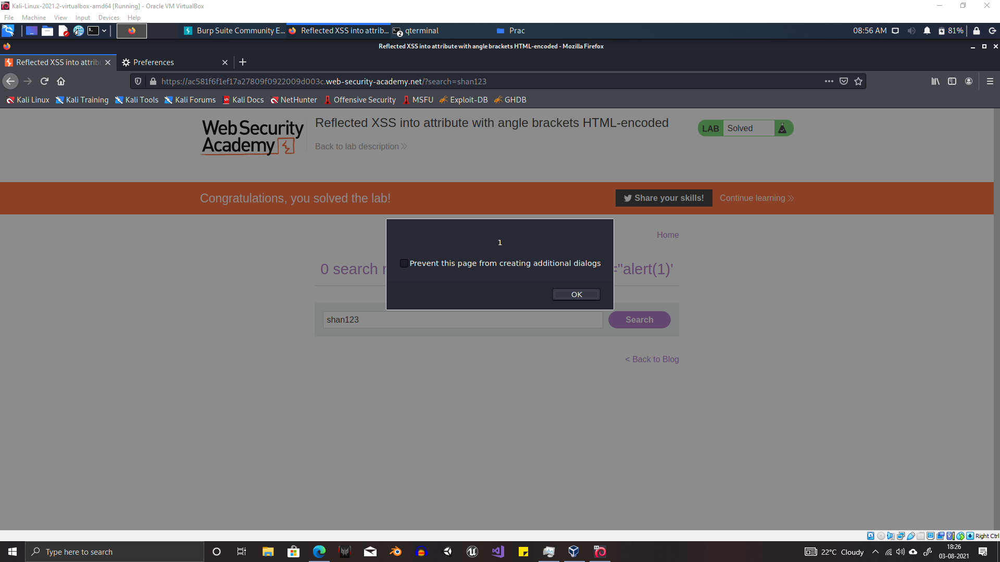 Kali-Linux-2021.2-virtualbox-amd64 [Running] - Oracle VM VirtualBox
File Machine View Input Devices Help
Burp Suite Community E... Reflected XSS into attrib... 2 qterminal Prac 08:56 AM 81%
Reflected XSS into attribute with angle brackets HTML-encoded - Mozilla Firefox
Reflected XSS into attrib Preferences
https://ac581f6f1ef17a27809f0922009d003c.web-security-academy.net/?search=shan123
Kali Linux Kali Training Kali Tools Kali Forums Kali Docs NetHunter Offensive Security MSFU Exploit-DB GHDB
Web Security
Academy
Reflected XSS into attribute with angle brackets HTML-encoded
LAB Solved
Back to lab description
Congratulations, you solved the lab! Share your skills! Continue learning
Home
1
Prevent this page from creating additional dialogs
OK
0 search r ="alert(1)'
shan123 Search
< Back to Blog
Right Ctrl
Type here to search 22°C Cloudy 18:26
03-08-2021